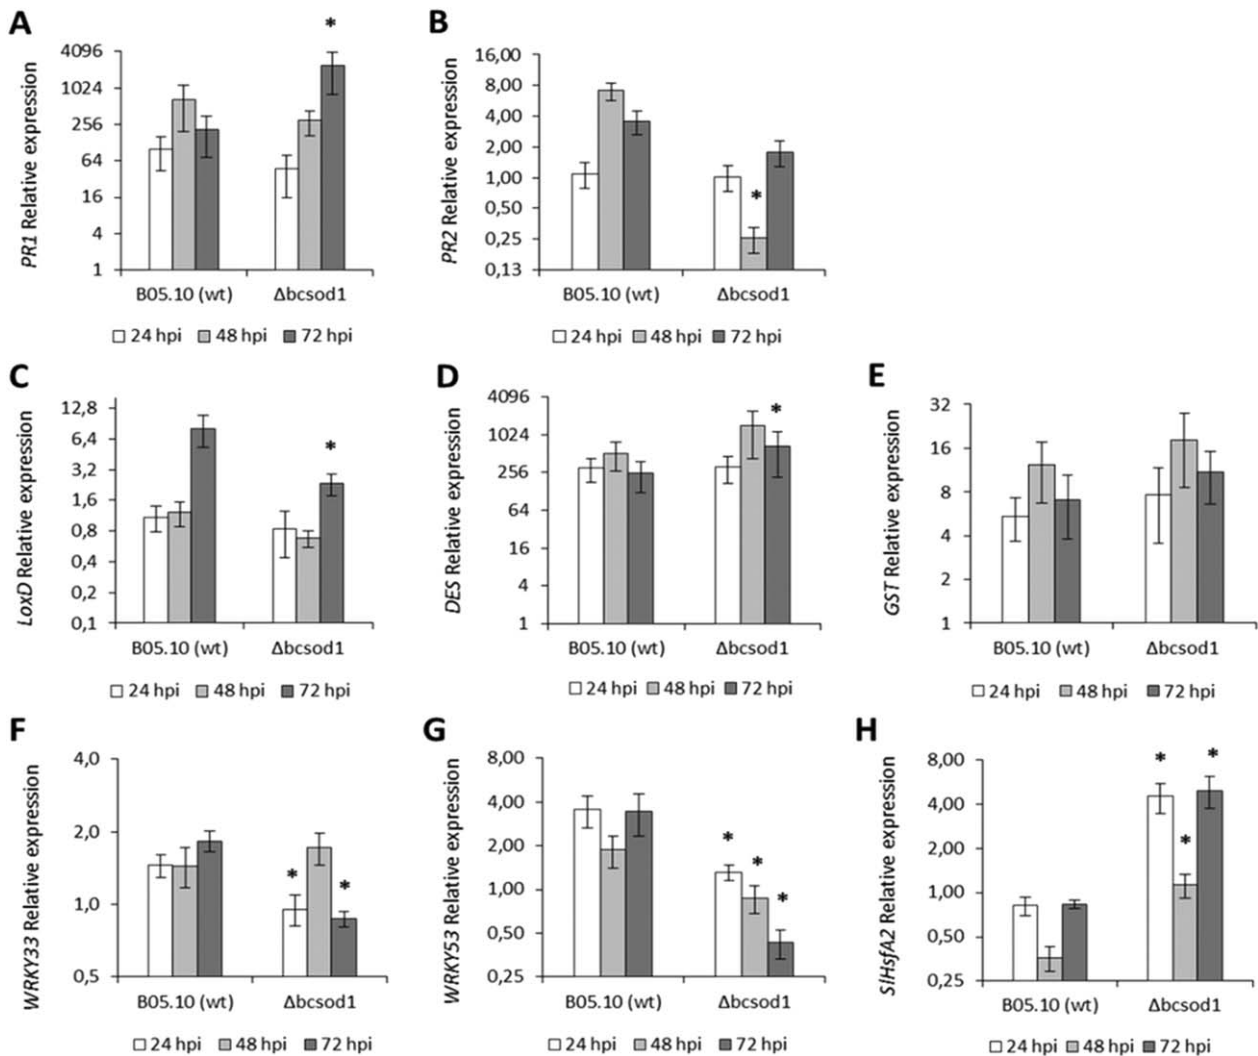 A
PR1 Relative expression
4096
1024
256
64
16
4
1
*
B05.10 (wt) Δbcsod1
24 hpi 48 hpi 72 hpi
B
PR2 Relative expression
16,00
8,00
4,00
2,00
1,00
0,50
0,25
0,13
*
B05.10 (wt) Δbcsod1
24 hpi 48 hpi 72 hpi
C
LoxD Relative expression
12,8
6,4
3,2
1,6
0,8
0,4
0,2
0,1
*
B05.10 (wt) Δbcsod1
24 hpi 48 hpi 72 hpi
D
DES Relative expression
4096
1024
256
64
16
4
1
*
B05.10 (wt) Δbcsod1
24 hpi 48 hpi 72 hpi
E
GST Relative expression
32
16
8
4
2
1
B05.10 (wt) Δbcsod1
24 hpi 48 hpi 72 hpi
F
WRKY33 Relative expression
4,0
2,0
1,0
0,5
* *
B05.10 (wt) Δbcsod1
24 hpi 48 hpi 72 hpi
G
WRKY53 Relative expression
8,00
4,00
2,00
1,00
0,50
0,25
* * *
B05.10 (wt) Δbcsod1
24 hpi 48 hpi 72 hpi
H
SlHsfA2 Relative expression
8,00
4,00
2,00
1,00
0,50
0,25
* * *
B05.10 (wt) Δbcsod1
24 hpi 48 hpi 72 hpi